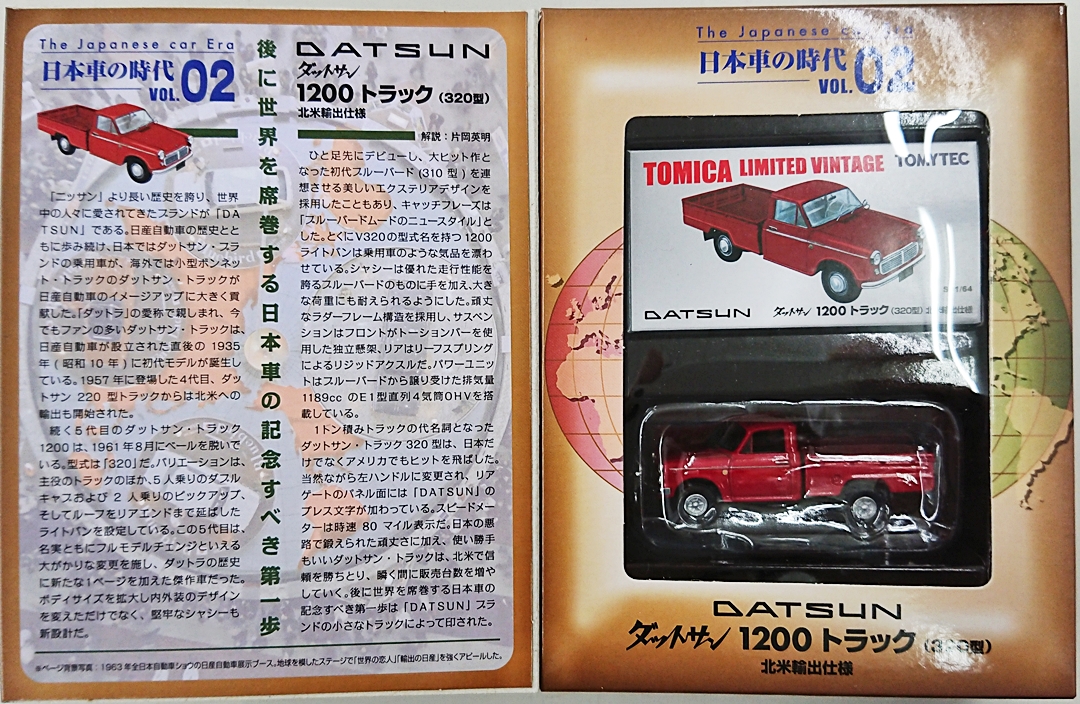 The Japanese car Era
日本車の時代
VOL.02
後に世界を席巻する日本車の記念すべき第一歩
DATSUN
ダットサン
1200 トラック（320型）
北米輸出仕様
解説：片岡英明
「ニッサン」より長い歴史を誇り、世界
中の人々に愛されてきたブランドが「DA
TSUN」である。日産自動車の歴史とと
もに歩み続け、日本ではダットサン・ブラ
ンドの乗用車が、海外では小型ボンネッ
ト・トラックのダットサン・トラックが
日産自動車のイメージアップに大きく貢
献した。「ダットラ」の愛称で親しまれ、今
でもファンの多いダットサン・トラックは、
日産自動車が設立された直後の 1935
年（昭和 10 年）に初代モデルが誕生し
ている。1957 年に登場した4代目、ダッ
トサン 220 型トラックからは北米への
輸出も開始された。
続く5代目のダットサン・トラック
1200は、1961年8月にベールを脱いで
いる。型式は「320」だ。バリエーションは、
主役のトラックのほか、5人乗りのダブル
キャブおよび 2 人乗りのピックアップ、
そしてルーフをリアエンドまで延ばした
ライトバンを設定している。この5代目は、
名実ともにフルモデルチェンジといえる
大がかりな変更を施し、ダットラの歴史
に新たな1ページを加えた傑作車だった。
ボディサイズを拡大し内外装のデザイン
を変えただけでなく、堅牢なシャシーも
新設計だ。
ひと足先にデビューし、大ヒット作と
なった初代ブルーバード（310 型）を連
想させる美しいエクステリアデザインを
採用したこともあり、キャッチフレーズは
「ブルーバードムードのニュースタイル」と
した。とくにV320の型式名を持つ 1200
ライトバンは乗用車のような気品を漂わ
せている。シャシーは優れた走行性能を
誇るブルーバードのものに手を加え、大き
な荷重にも耐えられるようにした。頑丈
なラダーフレーム構造を採用し、サスペン
ションはフロントがトーションバーを使
用した独立懸架、リアはリーフスプリング
によるリジッドアクスルだ。パワーユニッ
トはブルーバードから譲り受けた排気量
1189cc のE1型直列4気筒OHVを搭
載している。
1トン積みトラックの代名詞となった
ダットサン・トラック 320 型は、日本だ
けでなくアメリカでもヒットを飛ばした。
当然ながら左ハンドルに変更され、リア
ゲートのパネル面には「DATSUN」の
プレス文字が加わっている。スピードメー
ターは時速 80 マイル表示だ。日本の悪
路で鍛えられた頑丈さに加え、使い勝手
もいいダットサン・トラックは、北米で信
頼を勝ちとり、瞬く間に販売台数を増や
していく。後に世界を席巻する日本車の
記念すべき第一歩は「DATSUN」ブラ
ンドの小さなトラックによって印された。
※ページ背景写真：1963年全日本自動車ショウの日産自動車展示ブース。地球を模したステージで「世界の恋人」「輸出の日産」を強くアピールした。
The Japanese car Era
日本車の時代
VOL.02
TOMICA LIMITED VINTAGE TOMYTEC
DATSUN ダットサン 1200 トラック（320型）北米輸出仕様
DATSUN
ダットサン 1200 トラック（320型）
北米輸出仕様